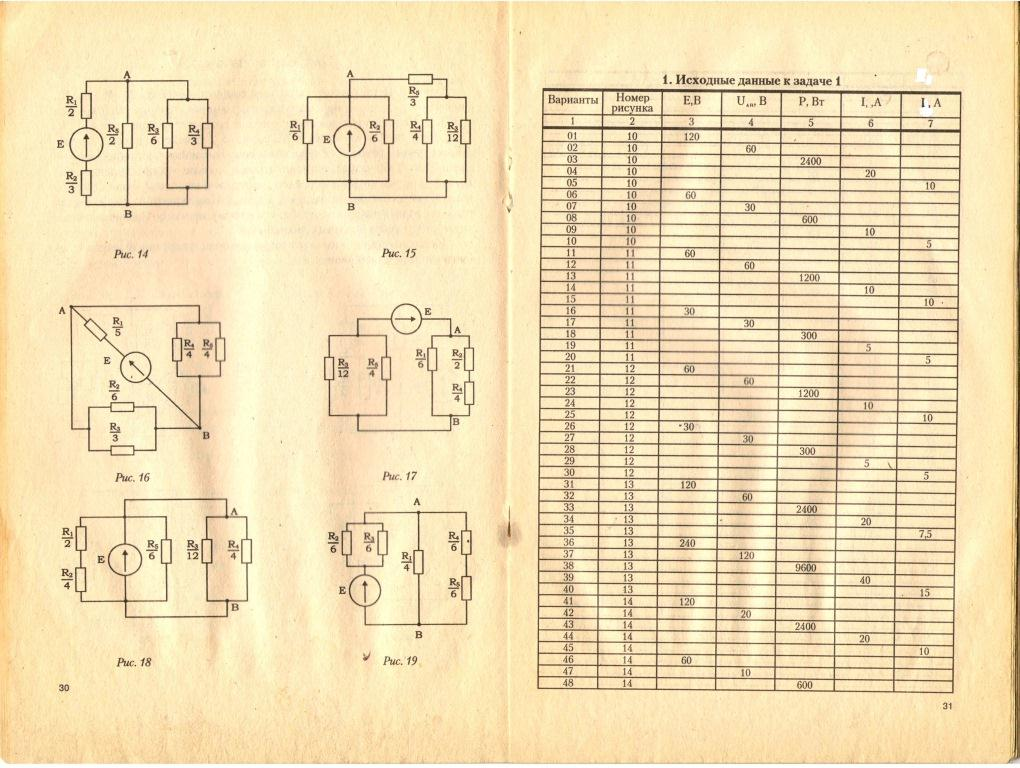 A
R₁
2
E
R₂
3
R₅
2
R₃
6
R₄
3
B
Рис. 14
A
R₅
3
R₁
6
E
R₂
6
R₄
4
R₃
12
B
Рис. 15
A
R₁
5
E
R₄
4
R₅
4
R₂
6
R₃
3
B
Рис. 16
E
A
R₃
12
R₅
4
R₁
6
R₂
2
R₄
4
B
Рис. 17
A
R₁
2
R₂
4
E
R₅
6
R₃
12
R₄
4
B
Рис. 18
A
R₂
6
R₃
6
E
R₁
4
R₄
6
R₅
6
B
Рис. 19
30
1. Исходные данные к задаче 1
Варианты Номер рисунка E,В U АВ, В P, Вт I, ,А I , А
1 2 3 4 5 6 7
01 10 120
02 10 60
03 10 2400
04 10 20
05 10 10
06 10 60
07 10 30
08 10 600
09 10 10
10 10 5
11 11 60
12 11 60
13 11 1200
14 11 10
15 11 10
16 11 30
17 11 30
18 11 300
19 11 5
20 11 5
21 12 60
22 12 60
23 12 1200
24 12 10
25 12 10
26 12 30
27 12 30
28 12 300
29 12 5
30 12 5
31 13 120
32 13 60
33 13 2400
34 13 20
35 13 7,5
36 13 240
37 13 120
38 13 9600
39 13 40
40 13 15
41 14 120
42 14 20
43 14 2400
44 14 20
45 14 10
46 14 60
47 14 10
48 14 600
31